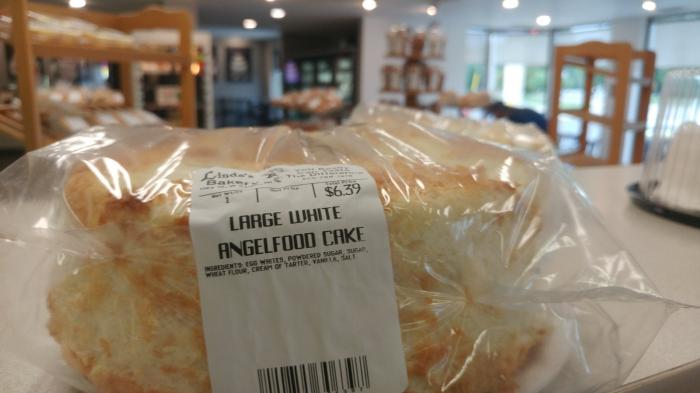 Linda's
Bakery
1
$6.39
LARGE WHITE
ANGELFOOD CAKE
INGREDIENTS: EGG WHITES, POWDERED SUGAR, SUGAR,
WHEAT FLOUR, CREAM OF TARTER, VANILLA, SALT